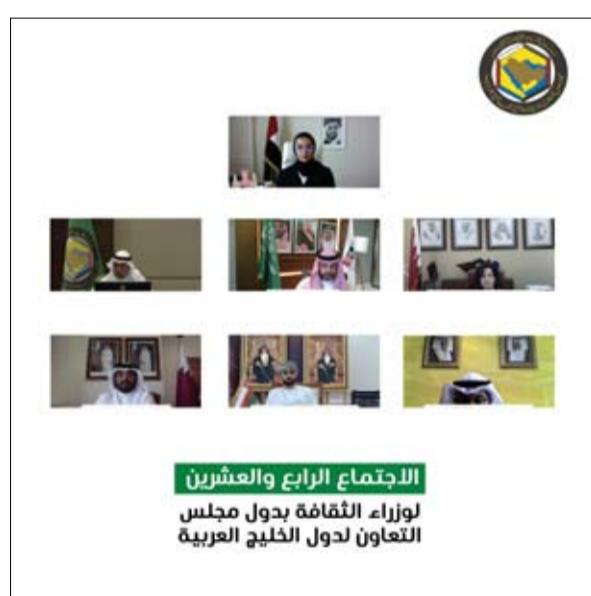 الاجتماع الرابع والعشرين
لوزراء الثقافة بدول مجلس
التعاون لدول الخليج العربية